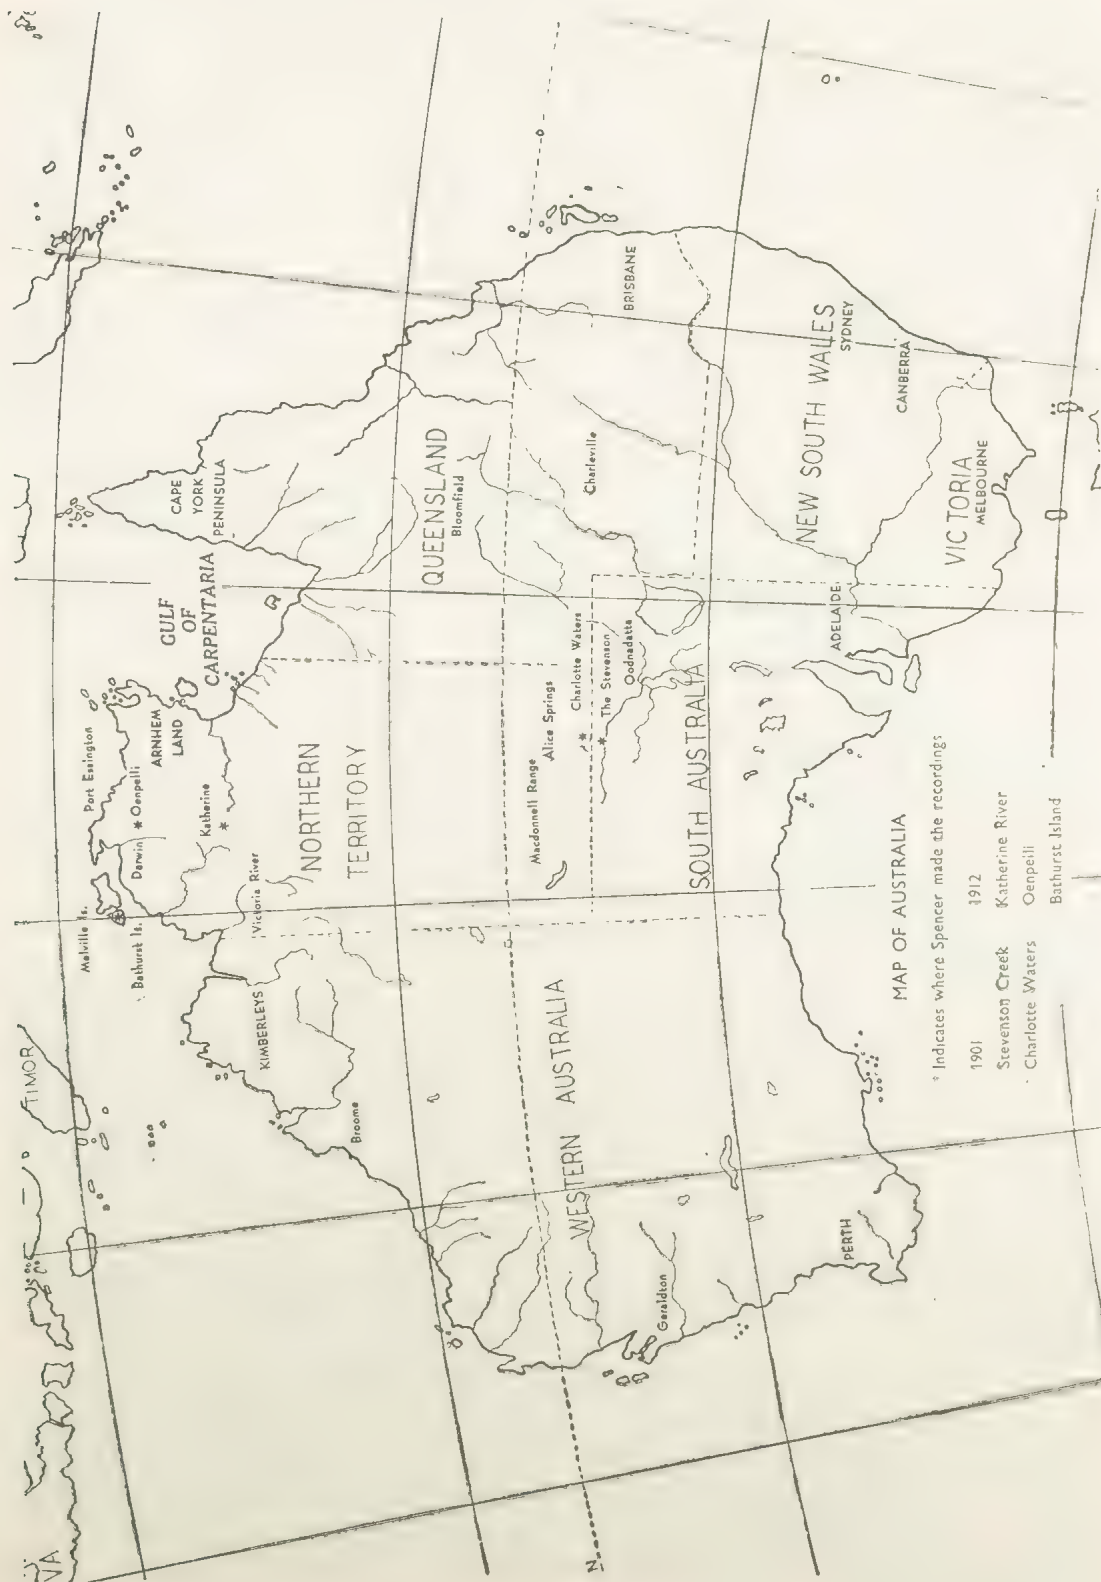 TIMOR
VA
Melville Is.
Bathurst Is.
Port Essington
Darwin
* Oenpelli
ARNHEM
LAND
Katherine
*
GULF
OF
CARPENTARIA
CAPE
YORK
PENINSULA
Victoria River
KIMBERLEYS
Broome
NORTHERN
TERRITORY
QUEENSLAND
Bloomfield
Macdonnell Range
Alice Springs
Charlotte Waters
*
The Stevenson
*
Oodnadatta
Charleville
BRISBANE
WESTERN AUSTRALIA
Geraldton
PERTH
SOUTH AUSTRALIA
ADELAIDE
NEW SOUTH WALES
SYDNEY
CANBERRA
VICTORIA
MELBOURNE
N
MAP OF AUSTRALIA
* Indicates where Spencer made the recordings
1901 1912
Stevenson Creek Katherine River
Charlotte Waters Oenpelli
Bathurst Island